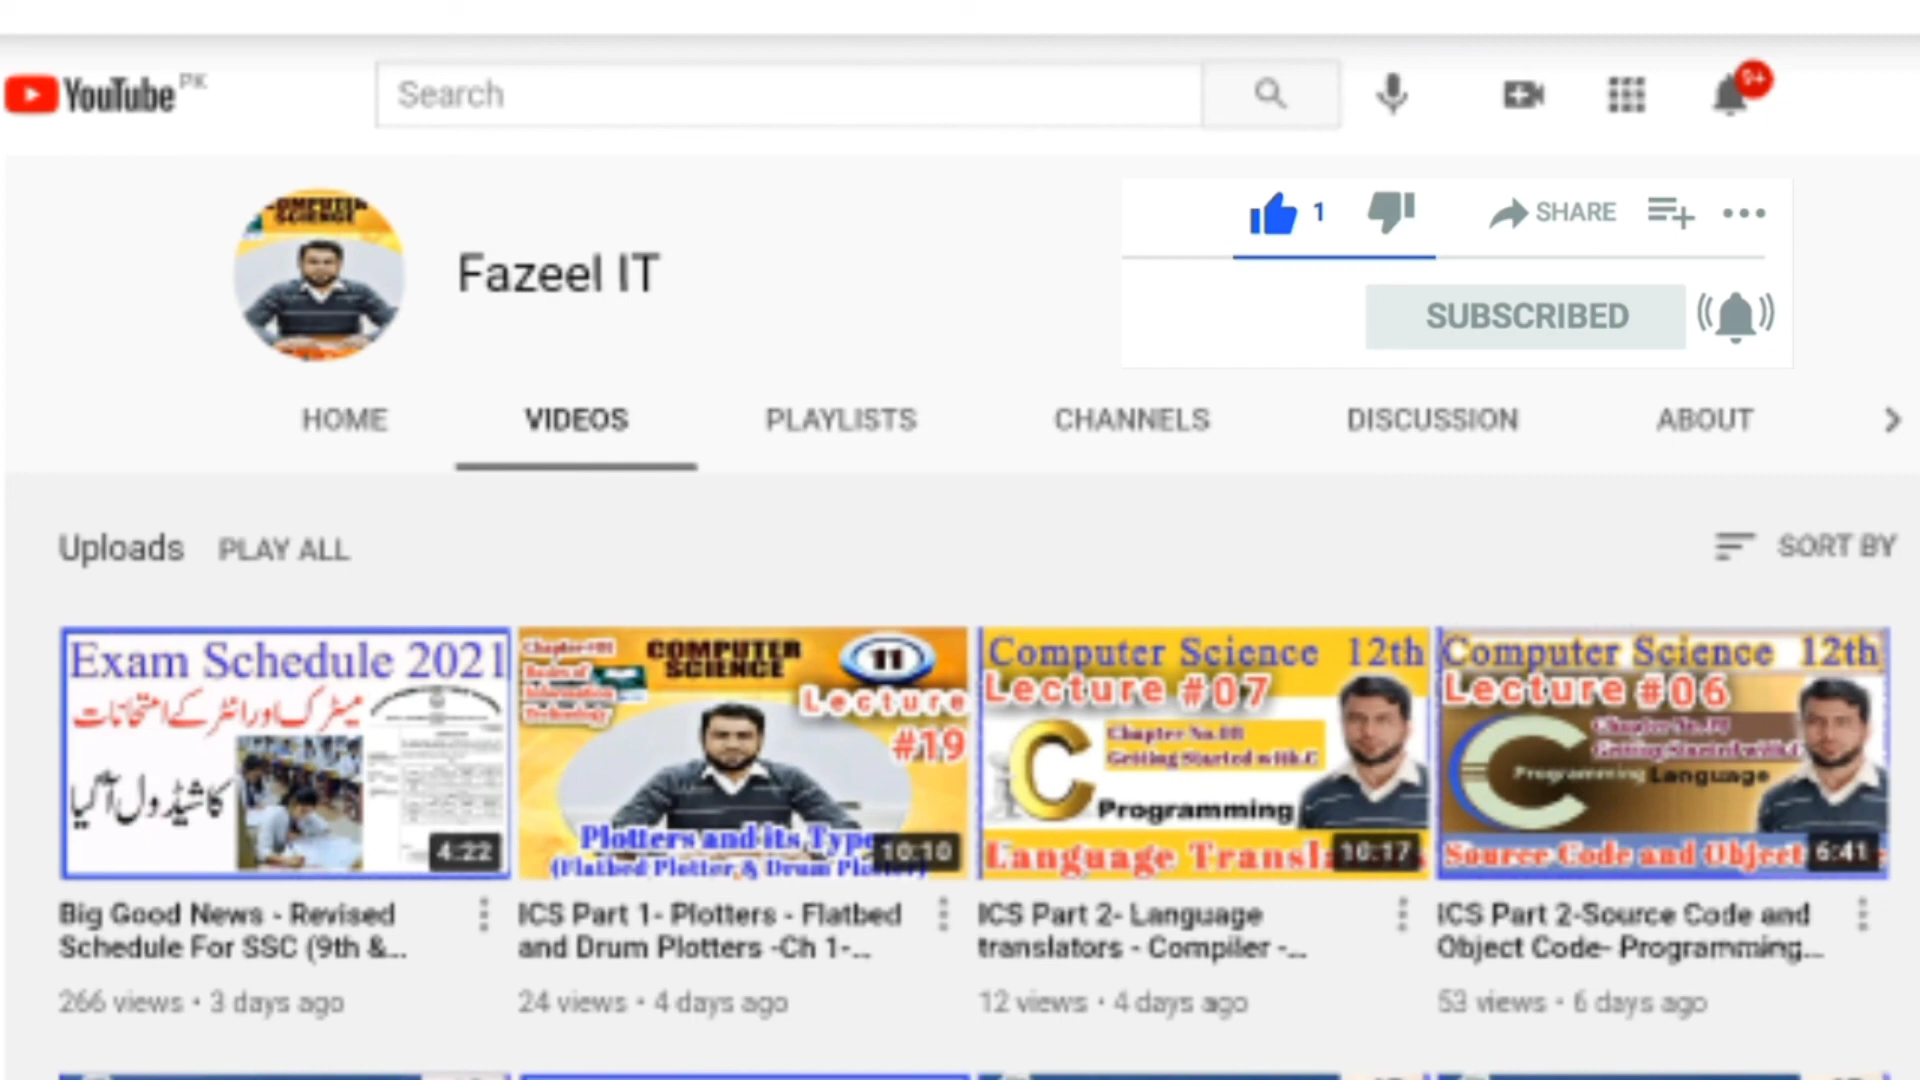 YouTube PK
Search
9+
COMPUTER
SCIENCE
Fazeel IT
1
SHARE
SUBSCRIBED
HOME
VIDEOS
PLAYLISTS
CHANNELS
DISCUSSION
ABOUT
Uploads
PLAY ALL
SORT BY
Exam Schedule 2021
میٹرک اور انٹر کے امتحانات
کا شیڈول آگیا
4:22
Big Good News - Revised
Schedule For SSC (9th &...
266 views • 3 days ago
Chapter #01
Basics of
Information
Technology
COMPUTER
SCIENCE
11
Lecture
#19
Plotters and its Type
(Flatbed Plotter & Drum Plotter)
10:10
ICS Part 1- Plotters - Flatbed
and Drum Plotters -Ch 1-...
24 views • 4 days ago
Computer Science 12th
Lecture #07
Chapter No.08
Getting Started with C
C
Programming
Language Transla
10:17
ICS Part 2- Language
translators - Compiler -...
12 views • 4 days ago
Computer Science 12th
Lecture #06
Getting Started with C
C
Programming Language
Source Code and Object
6:41
ICS Part 2-Source Code and
Object Code- Programming...
53 views • 6 days ago